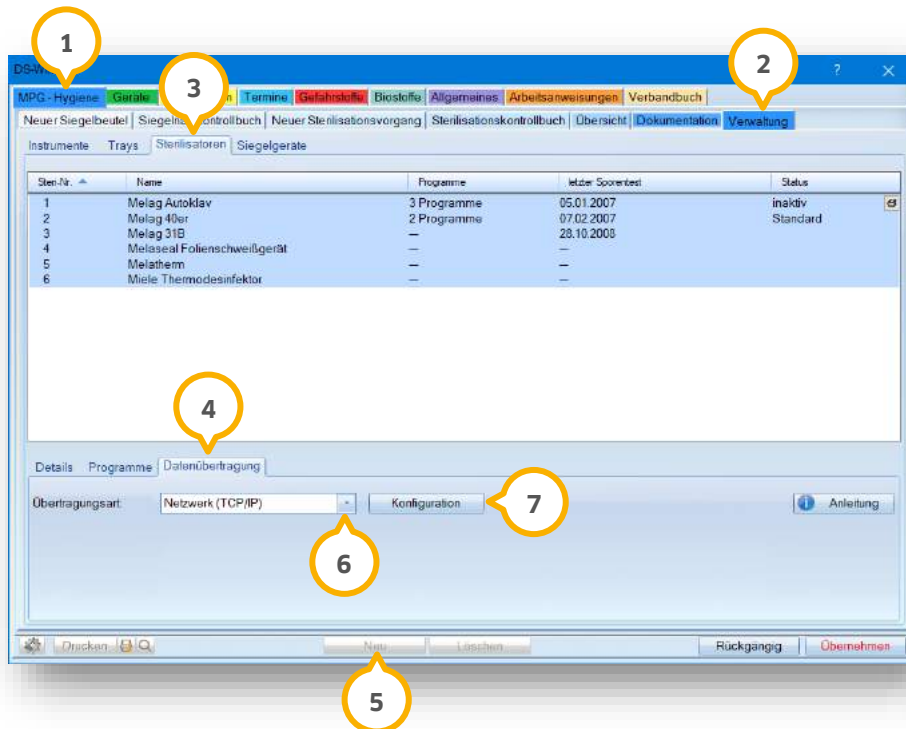 1
2
?
3
MPG - Hygiene Geräte Termine Gefahrstoffe Biostoffe Allgemeines Arbeitsanweisungen Verbandbuch
Neuer Siegelbeutel Neuer Sterilisationsvorgang Sterilisationskontrollbuch Übersicht Dokumentation Verwaltung
Instrumente Trays Sterilisatoren Siegelgeräte
Steri-Nr. Name Programme letzter Sporentest Status
1 Melag Autoklav 3 Programme 05.01.2007 inaktiv
2 Melag 40er 2 Programme 07.02.2007 Standard
3 Melag 31B — 28.10.2008
4 Melaseal Folienschweißgerät — —
5 Melatherm — —
6 Miele Thermodesinfektor — —
4
Details Programme Datenübertragung
Übertragungsart: Netzwerk (TCP/IP) Konfiguration 7 Anleitung
6
Drucken Neu Löschen Rückgängig Übernehmen
5